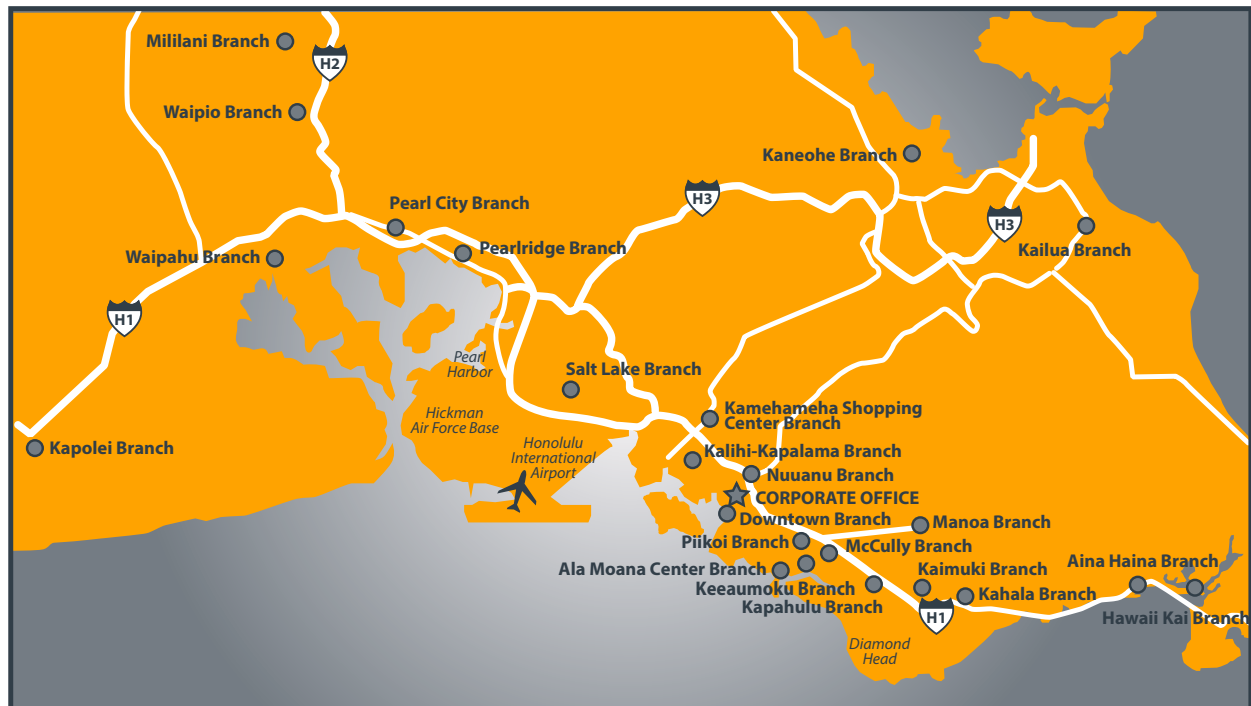 Mililani Branch
H2
Waipio Branch
Kaneohe Branch
H3
Pearl City Branch
H3
Pearlridge Branch
Kailua Branch
Waipahu Branch
H1
Pearl
Harbor
Salt Lake Branch
Hickman
Air Force Base
Kamehameha Shopping
Center Branch
Honolulu
International
Airport
Kapolei Branch
Kalihi-Kapalama Branch
Nuuanu Branch
CORPORATE OFFICE
Downtown Branch
Manoa Branch
Piikoi Branch
McCully Branch
Ala Moana Center Branch
Kaimuki Branch
Aina Haina Branch
Keeaumoku Branch
Kahala Branch
Kapahulu Branch
H1
Hawaii Kai Branch
Diamond
Head